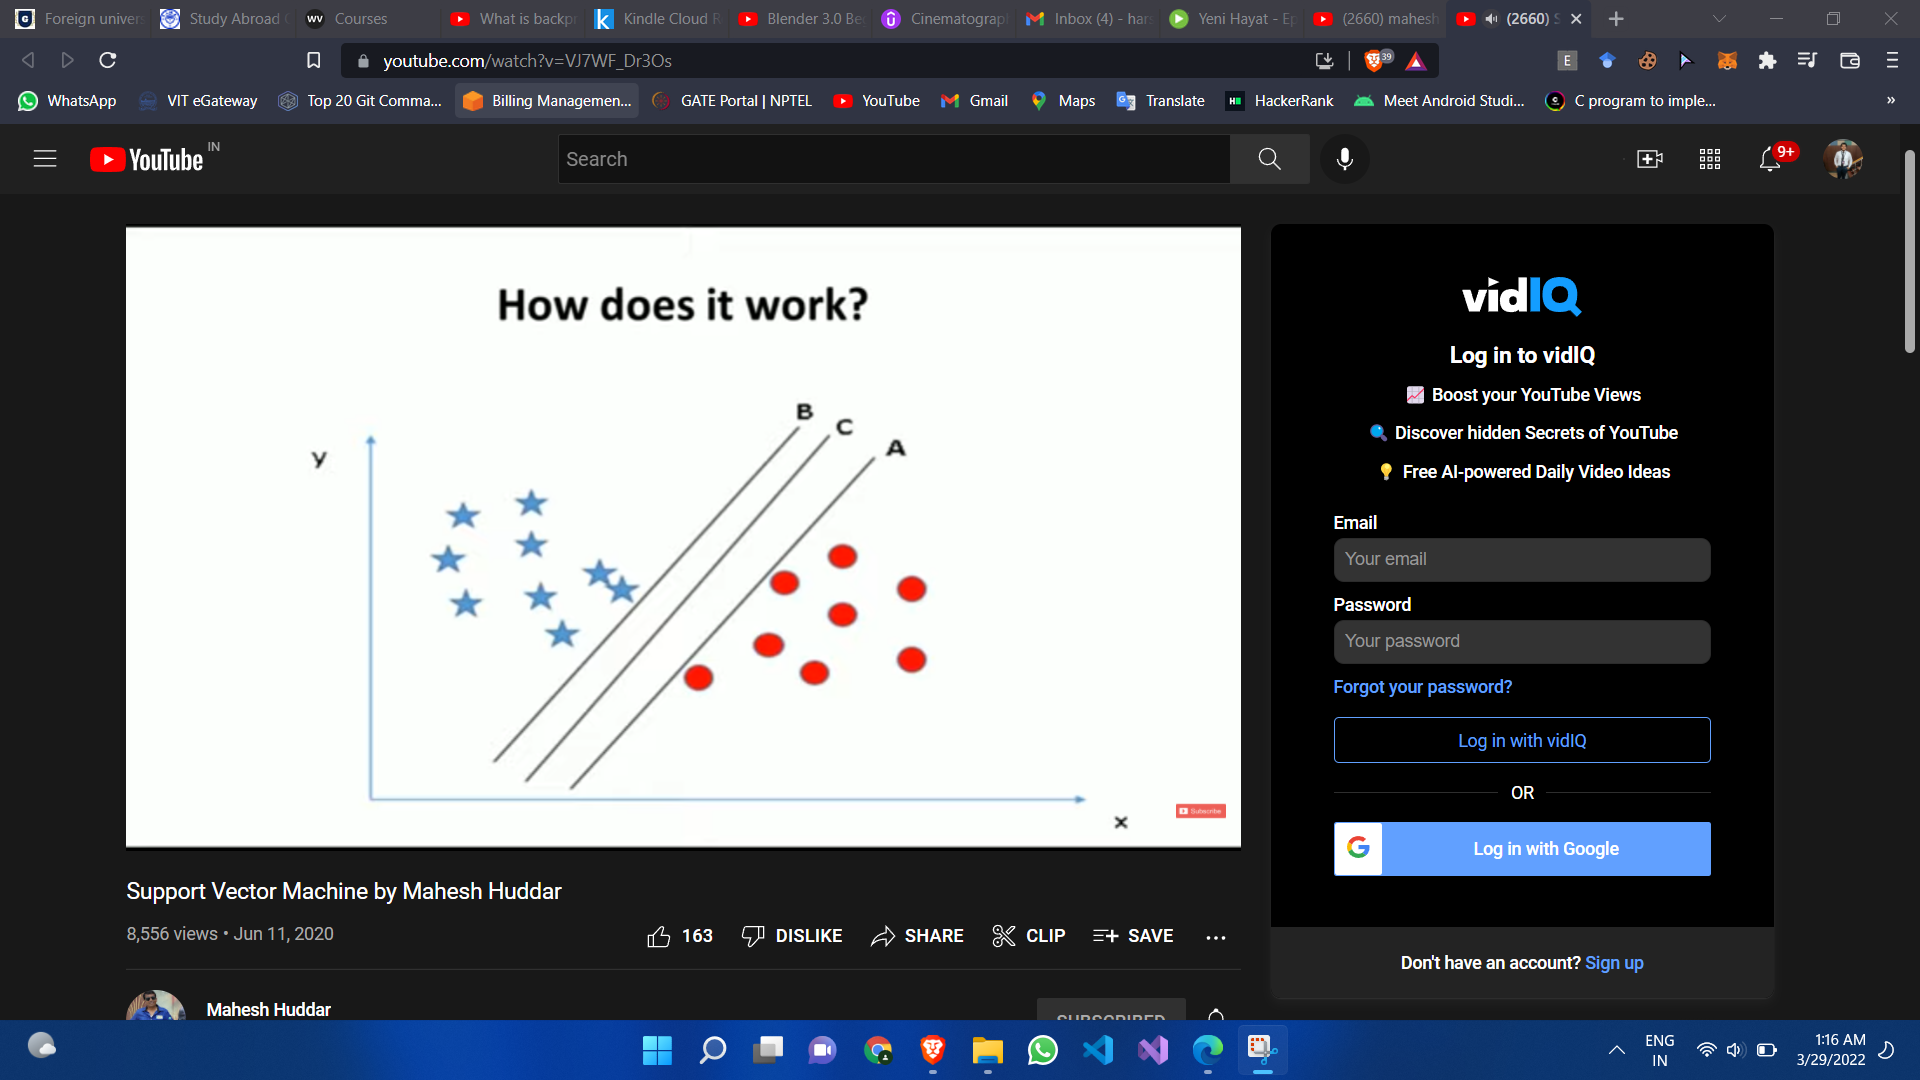 Foreign univer
Study Abroad C
Courses
What is backpr
Kindle Cloud R
Blender 3.0 Be
Cinematograp
Inbox (4) - har
Yeni Hayat - Ep
(2660) mahesh
(2660) S
youtube.com/watch?v=VJ7WF_Dr3Os
39
E
WhatsApp
VIT eGateway
Top 20 Git Comma...
Billing Managemen...
GATE Portal | NPTEL
YouTube
Gmail
Maps
Translate
HackerRank
Meet Android Studi...
C program to imple...
»
YouTube IN
Search
9+
How does it work?
B
C
A
y
x
Subscribe
vidIQ
Log in to vidIQ
Boost your YouTube Views
Discover hidden Secrets of YouTube
Free AI-powered Daily Video Ideas
Email
Your email
Password
Your password
Forgot your password?
Log in with vidIQ
OR
Log in with Google
Don't have an account? Sign up
Support Vector Machine by Mahesh Huddar
8,556 views • Jun 11, 2020
163
DISLIKE
SHARE
CLIP
SAVE
Mahesh Huddar
SUBSCRIBED
ENG
IN
1:16 AM
3/29/2022